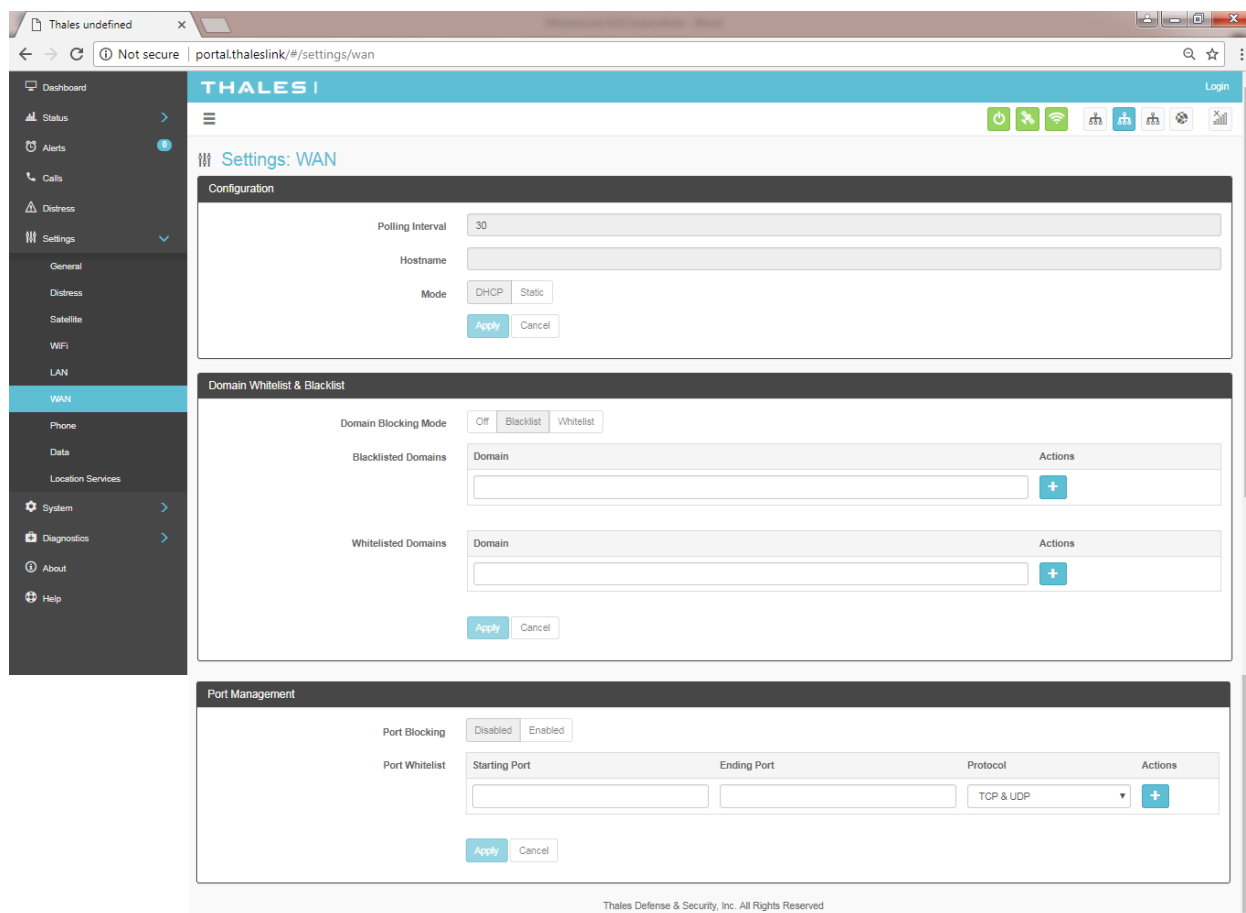 Thales undefined
Not secure portal.thaleslink/#/settings/wan
Dashboard
Status
Alerts 0
Calls
Distress
Settings
General
Distress
Satellite
WiFi
LAN
WAN
Phone
Data
Location Services
System
Diagnostics
About
Help
THALES Login
Settings: WAN
Configuration
Polling Interval 30
Hostname
Mode DHCP Static
Apply Cancel
Domain Whitelist & Blacklist
Domain Blocking Mode Off Blacklist Whitelist
Blacklisted Domains Domain Actions
Whitelisted Domains Domain Actions
Apply Cancel
Port Management
Port Blocking Disabled Enabled
Port Whitelist Starting Port Ending Port Protocol Actions
TCP & UDP
Apply Cancel
Thales Defense & Security, Inc. All Rights Reserved